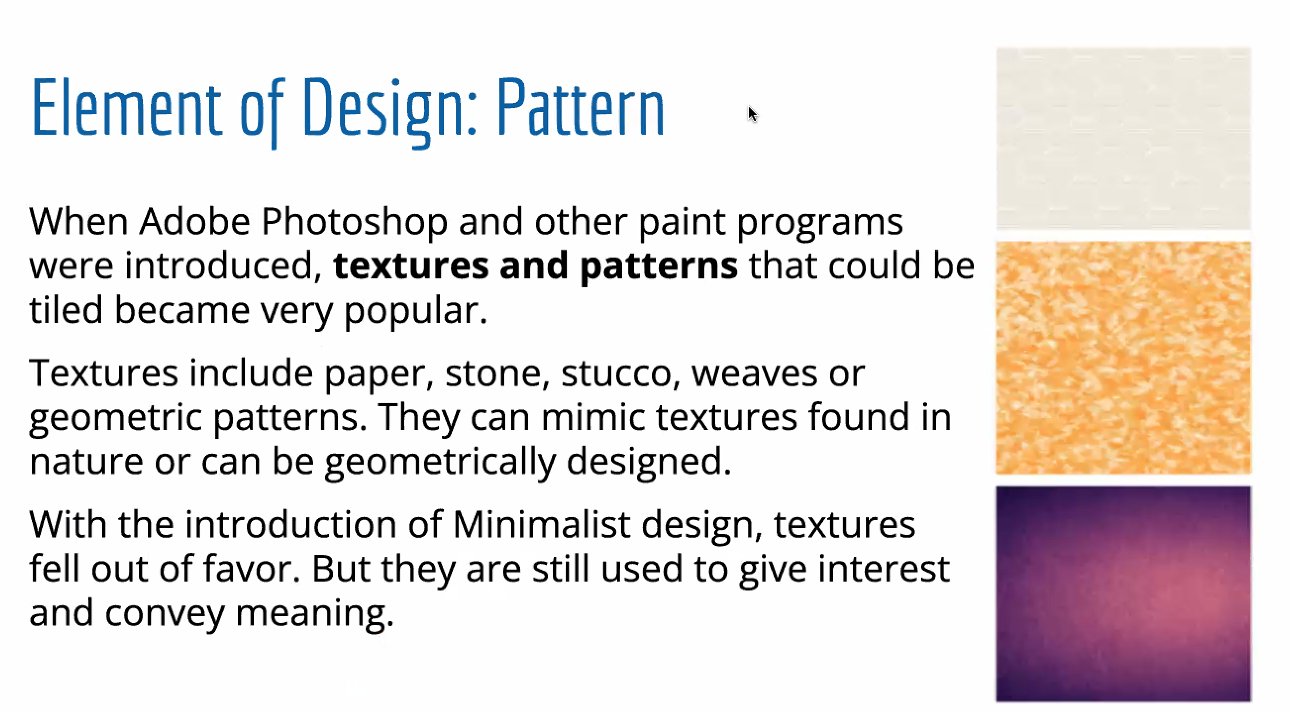 Element of Design: Pattern
When Adobe Photoshop and other paint programs
were introduced, textures and patterns that could be
tiled became very popular.
Textures include paper, stone, stucco, weaves or
geometric patterns. They can mimic textures found in
nature or can be geometrically designed.
With the introduction of Minimalist design, textures
fell out of favor. But they are still used to give interest
and convey meaning.